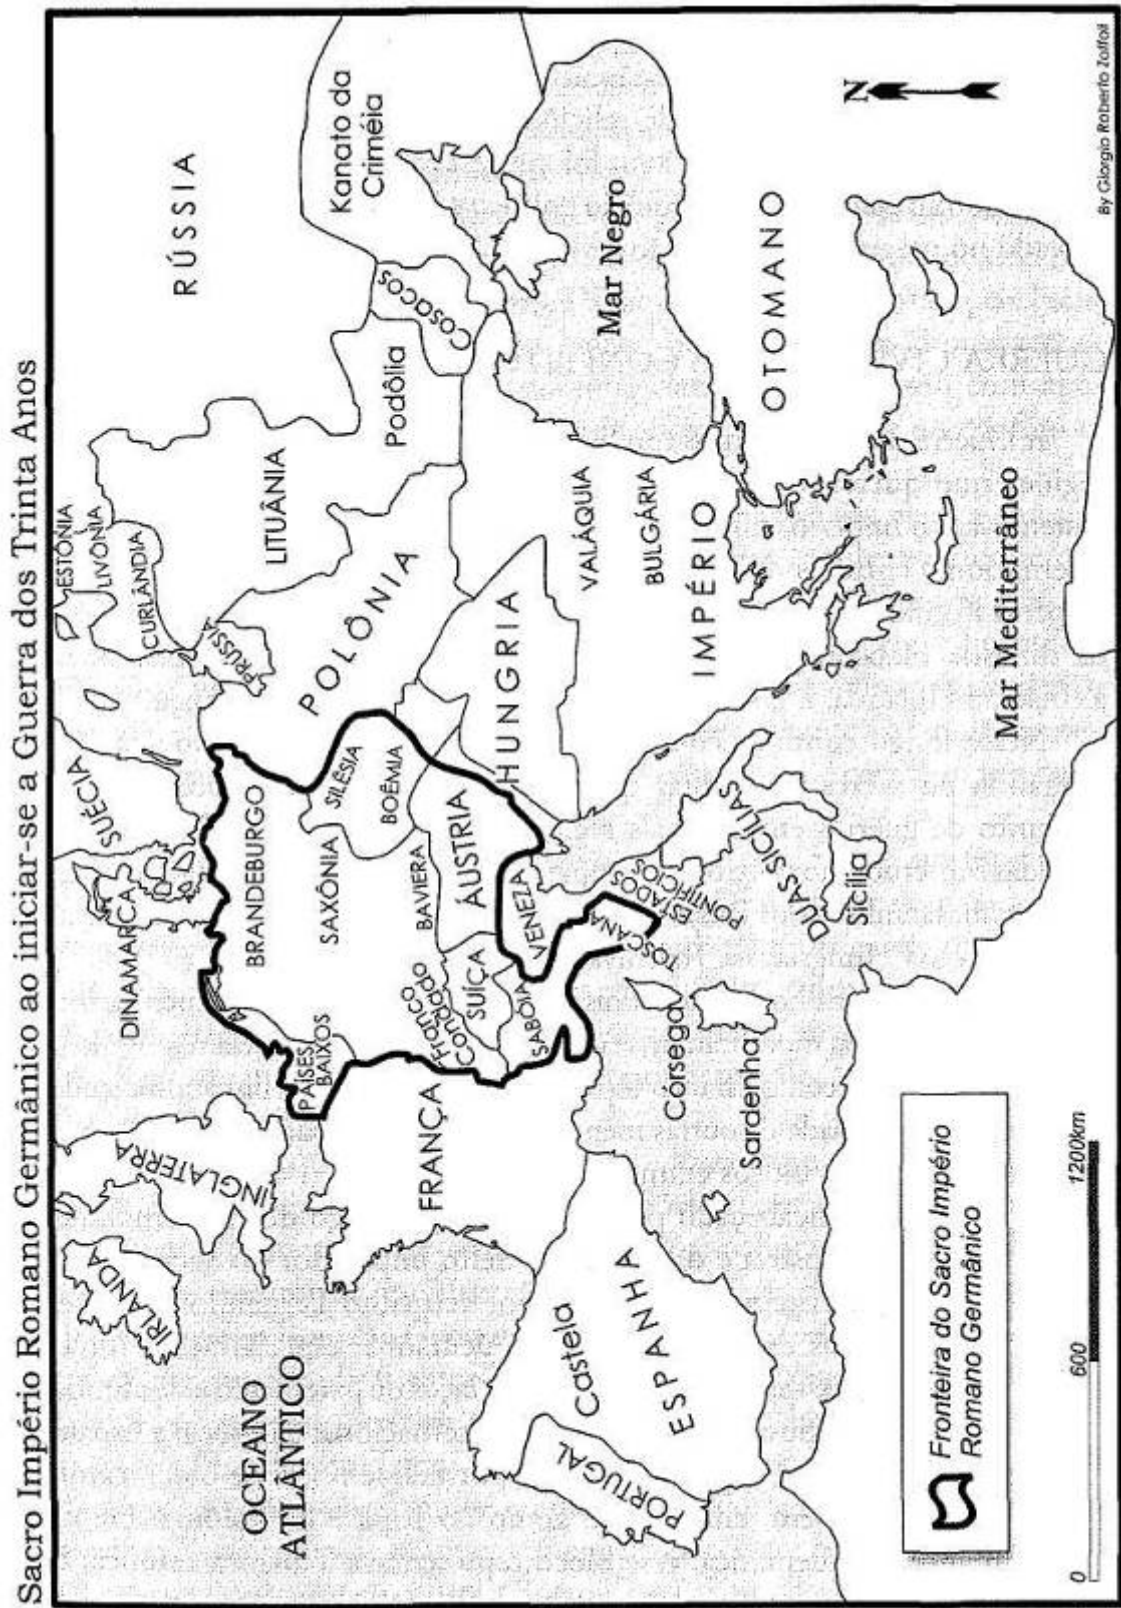 Sacro Império Romano Germânico ao iniciar-se a Guerra dos Trinta Anos
OCEANO
ATLÂNTICO
IRLANDA
INGLATERRA
DINAMARCA
SUÉCIA
ESTÔNIA
LIVÔNIA
CURLÂNDIA
PRÚSSIA
LITUÂNIA
RÚSSIA
PAÍSES
BAIXOS
BRANDEBURGO
SAXÔNIA
SILÉSIA
BOÊMIA
POLÔNIA
Podôlia
Cosacos
Kanato da
Criméia
FRANÇA
Franco
Condado
SUÍÇA
BAVIERA
ÁUSTRIA
HUNGRIA
SABÓIA
VENEZA
TOSCANA
ESTADOS
PONTIFÍCIOS
DUAS SICÍLIAS
Sicília
Córsega
Sardenha
VALÁQUIA
BULGÁRIA
IMPÉRIO
OTOMANO
Mar Negro
Castela
ESPANHA
PORTUGAL
Mar Mediterrâneo
N
Fronteira do Sacro Império
Romano Germânico
0 600 1200km
By Giorgio Roberto Zoffoli